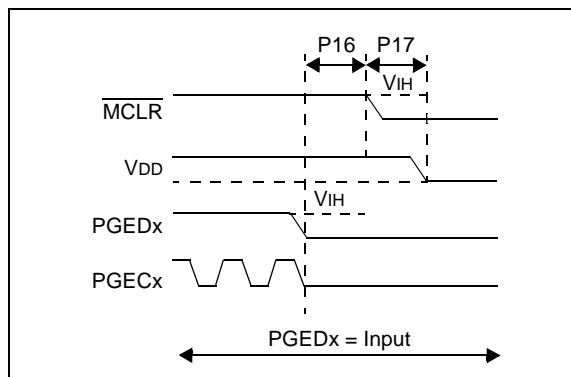 P16 P17
VIH
MCLR
VDD
VIH
PGEDx
PGECx
PGEDx = Input